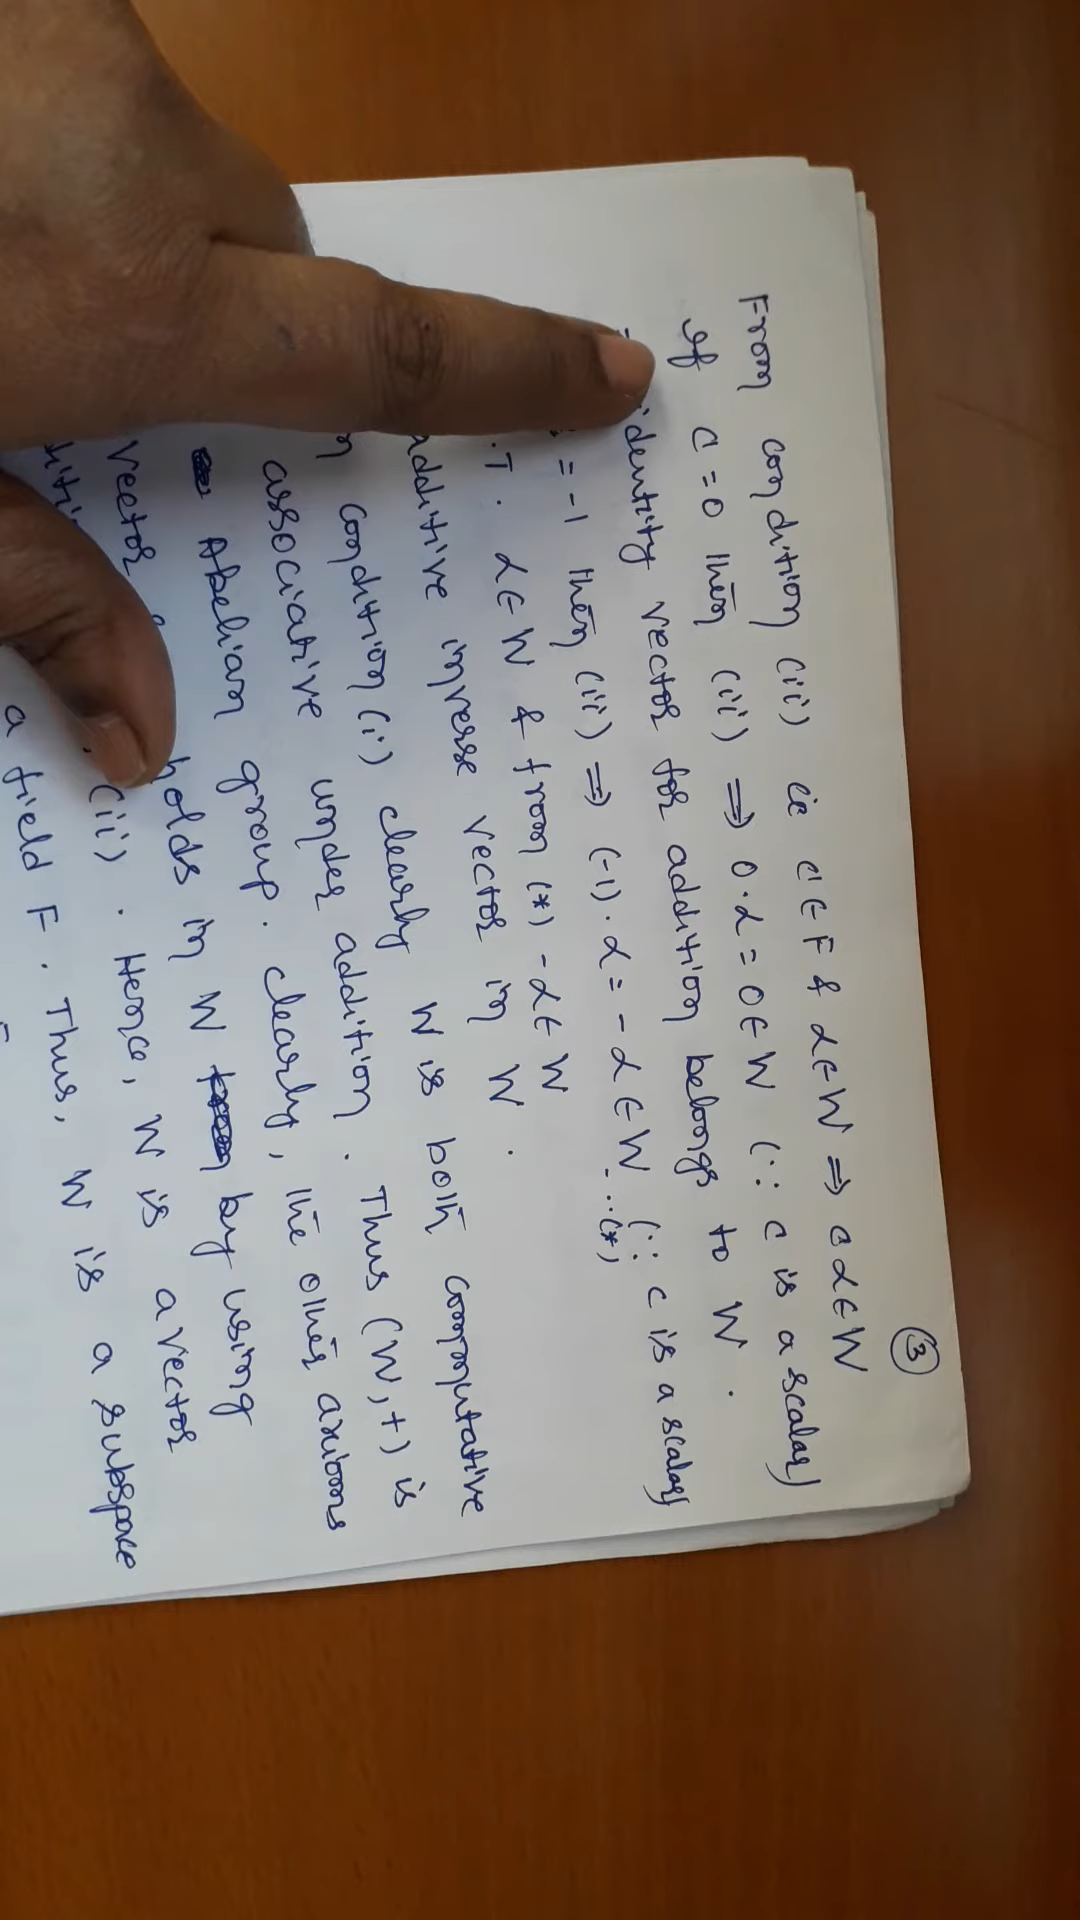 ③
From condition (ii) ie c ∈ F & α ∈ W ⇒ cα ∈ W
If c = 0 then (ii) ⇒ 0·α = 0 ∈ W (∵ c is a scalar)
identity vector for addition belongs to W.
= -1 then (ii) ⇒ (-1)·α = -α ∈ W (∵ c is a scalar)
...(*)
.T. α ∈ W & from (*) -α ∈ W
additive inverse vector in W.
condition (i) clearly W is both commutative
associative under addition. Thus (W,+) is
Abelian group. clearly, the other axioms
vector holds in W by using
(ii). Hence, W is a vector
a field F. Thus, W is a subspace